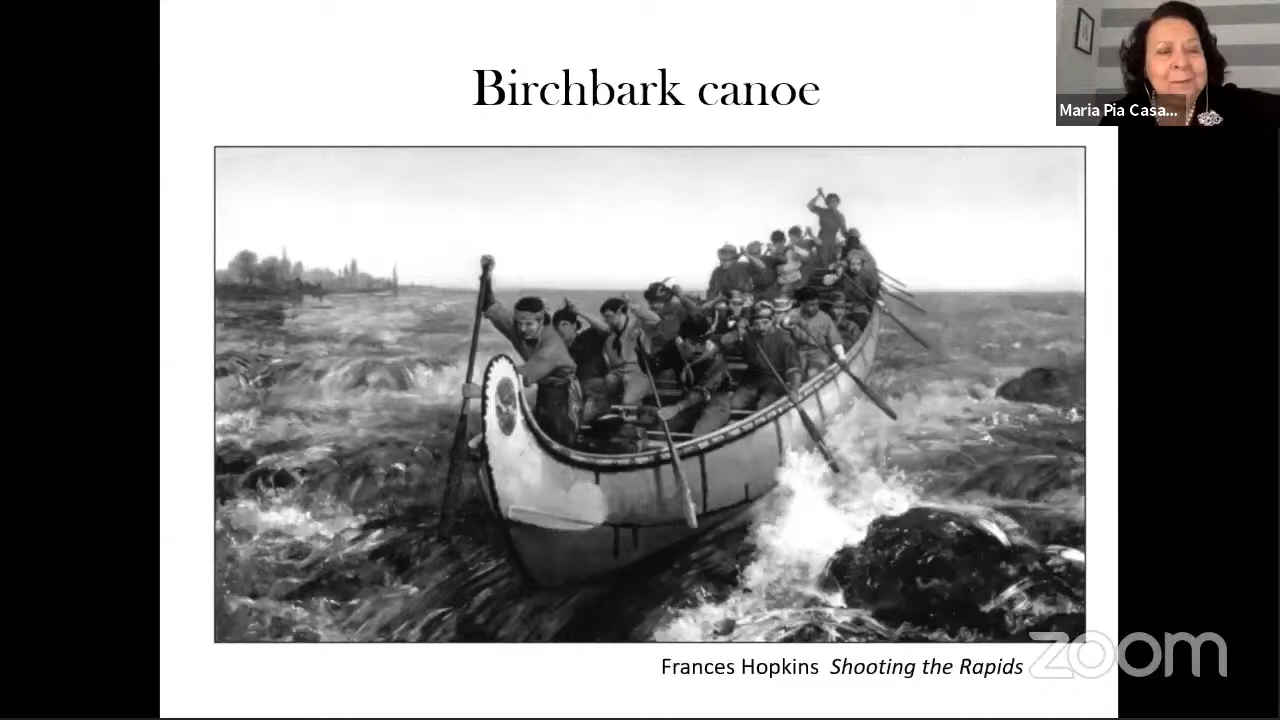 Birchbark canoe
Maria Pia Casa...
Frances Hopkins Shooting the Rapids
zoom